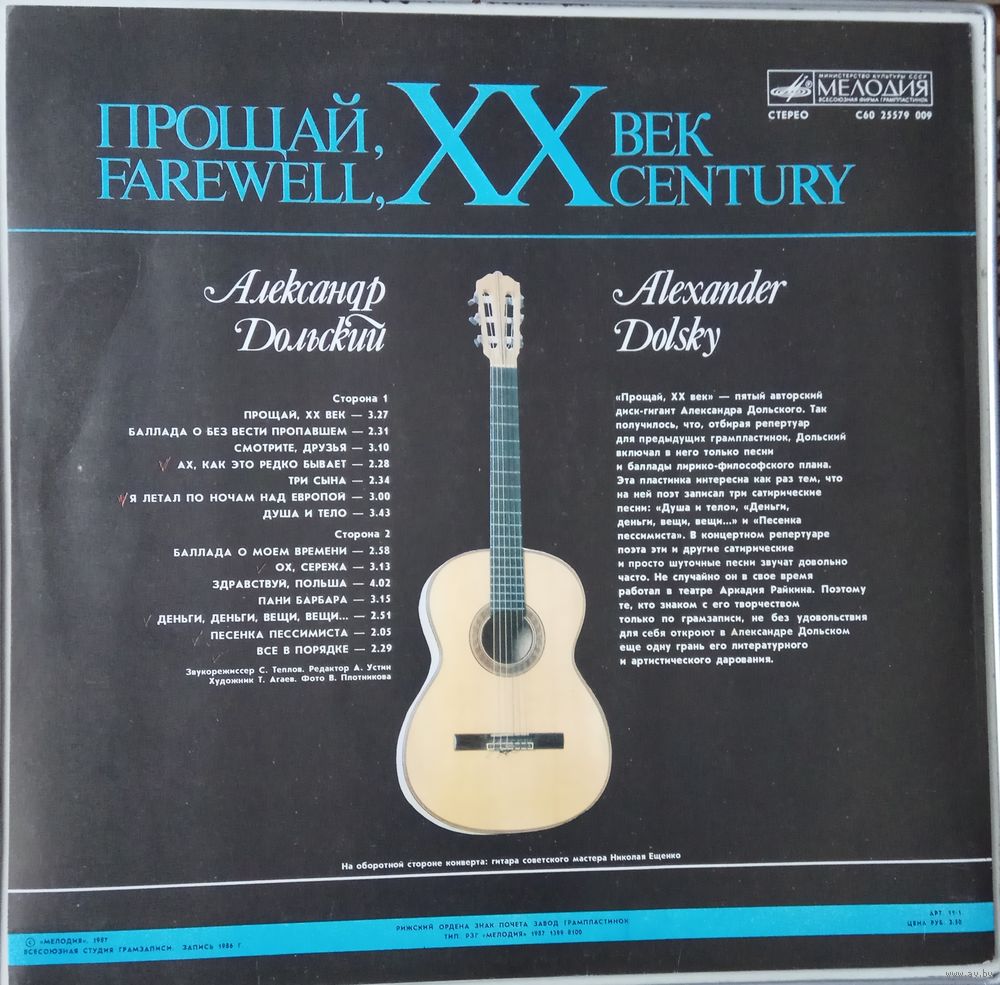 МИНИСТЕРСТВО КУЛЬТУРЫ СССР
МЕЛОДИЯ
ВСЕСОЮЗНАЯ ФИРМА ГРАМПЛАСТИНОК
СТЕРЕО С60 25579 009
ПРОЩАЙ, XX ВЕК
FAREWELL, CENTURY
Александр
Дольский
Alexander
Dolsky
Сторона 1
ПРОЩАЙ, XX ВЕК — 3.27
БАЛЛАДА О БЕЗ ВЕСТИ ПРОПАВШЕМ — 2.31
СМОТРИТЕ, ДРУЗЬЯ — 3.10
АХ, КАК ЭТО РЕДКО БЫВАЕТ — 2.28
ТРИ СЫНА — 2.34
Я ЛЕТАЛ ПО НОЧАМ НАД ЕВРОПОЙ — 3.00
ДУША И ТЕЛО — 3.43
Сторона 2
БАЛЛАДА О МОЕМ ВРЕМЕНИ — 2.58
ОХ, СЕРЕЖА — 3.13
ЗДРАВСТВУЙ, ПОЛЬША — 4.02
ПАНИ БАРБАРА — 3.15
ДЕНЬГИ, ДЕНЬГИ, ВЕЩИ, ВЕЩИ... — 2.51
ПЕСЕНКА ПЕССИМИСТА — 2.05
ВСЕ В ПОРЯДКЕ — 2.29
Звукорежиссер С. Теплов. Редактор А. Устин
Художник Т. Агаев. Фото В. Плотникова
«Прощай, XX век» — пятый авторский
диск-гигант Александра Дольского. Так
получилось, что, отбирая репертуар
для предыдущих грампластинок, Дольский
включал в него только песни
и баллады лирико-философского плана.
Эта пластинка интересна как раз тем, что
на ней поэт записал три сатирические
песни: «Душа и тело», «Деньги,
деньги, вещи, вещи...» и «Песенка
пессимиста». В концертном репертуаре
поэта эти и другие сатирические
и просто шуточные песни звучат довольно
часто. Не случайно он в свое время
работал в театре Аркадия Райкина. Поэтому
те, кто знаком с его творчеством
только по грамзаписи, не без удовольствия
для себя откроют в Александре Дольском
еще одну грань его литературного
и артистического дарования.
На оборотной стороне конверта: гитара советского мастера Николая Ещенко
© «МЕЛОДИЯ», 1987
ВСЕСОЮЗНАЯ СТУДИЯ ГРАМЗАПИСИ. ЗАПИСЬ 1986 Г.
РИЖСКИЙ ОРДЕНА ЗНАК ПОЧЕТА ЗАВОД ГРАМПЛАСТИНОК
ТИП. РЗГ «МЕЛОДИЯ» 1987 1399 8100
АРТ. 11-1.
ЦЕНА РУБ. 3.50
www.ay.by